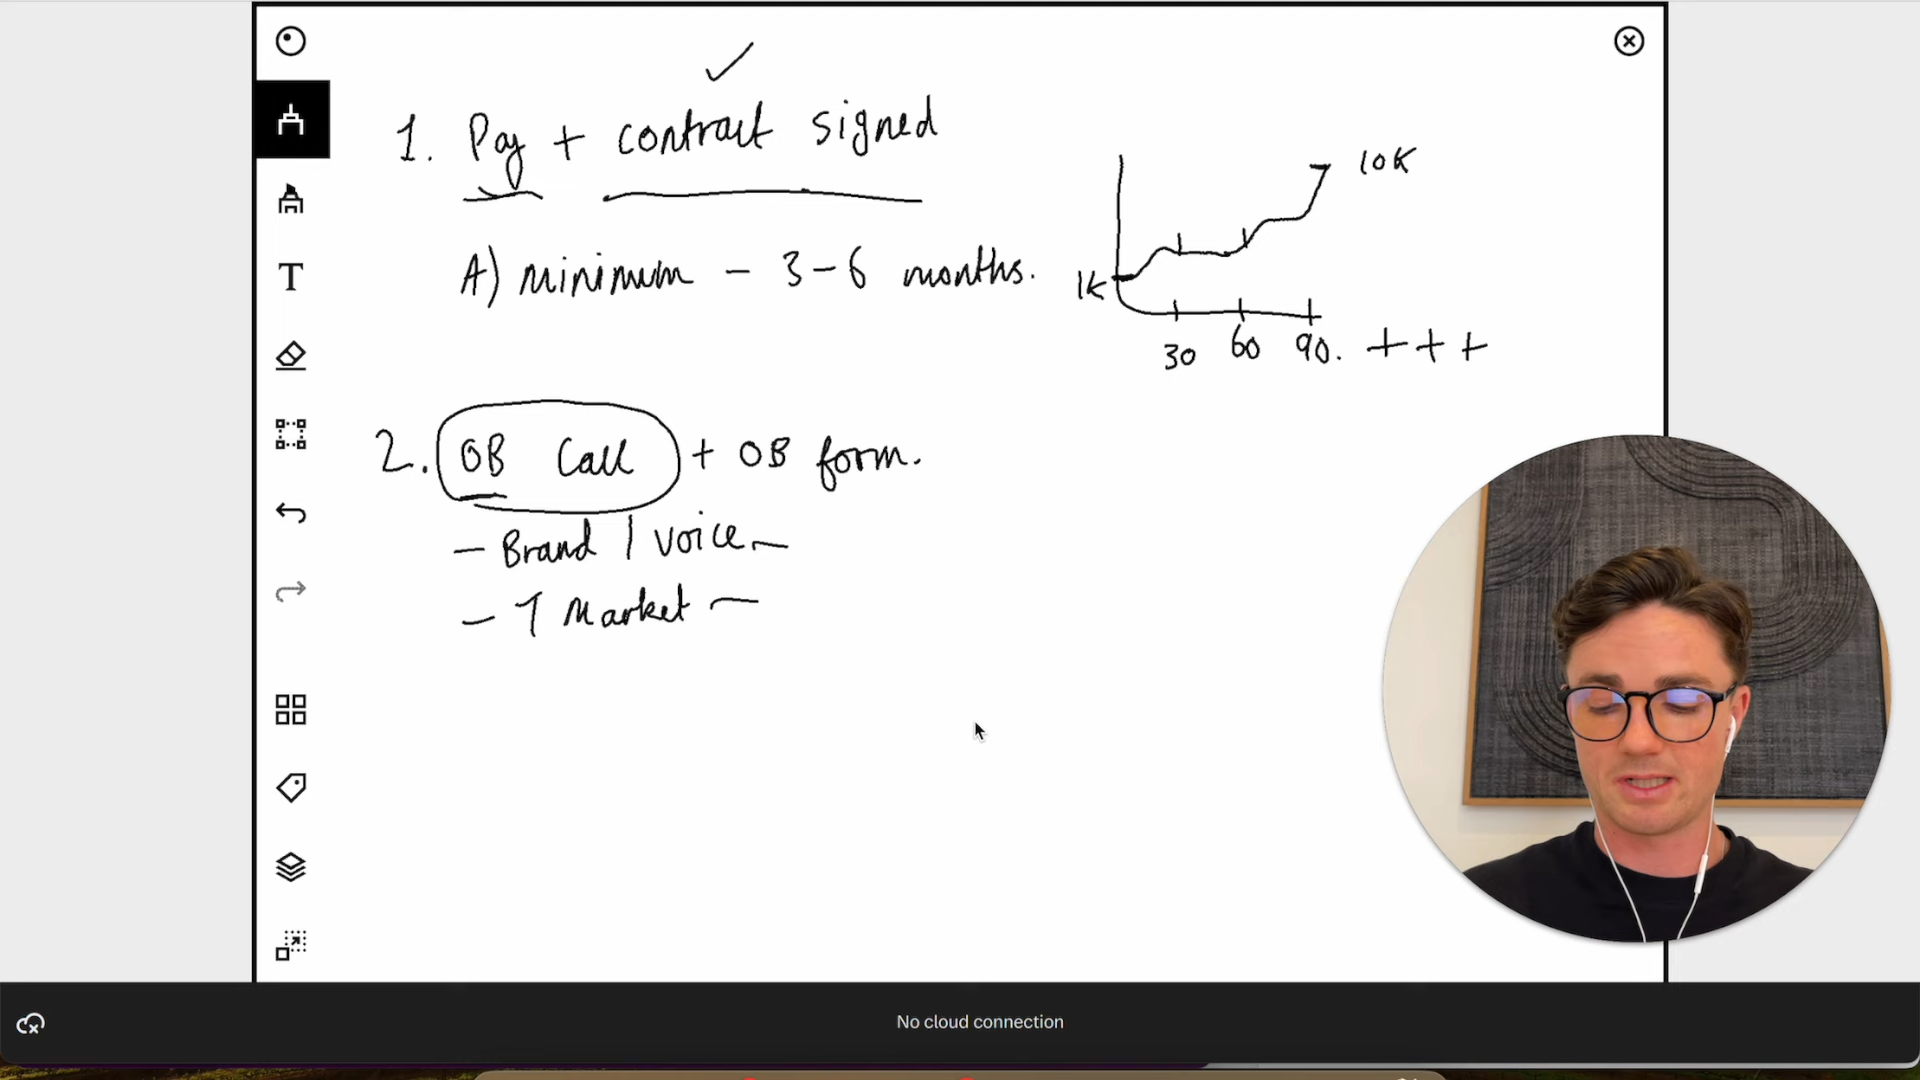 1. Pay + contract signed
A) minimum - 3-6 months.
10K
1K
30 60 90. + + +
2. OB Call + OB form.
- Brand / voice -
- T Market -
T
No cloud connection